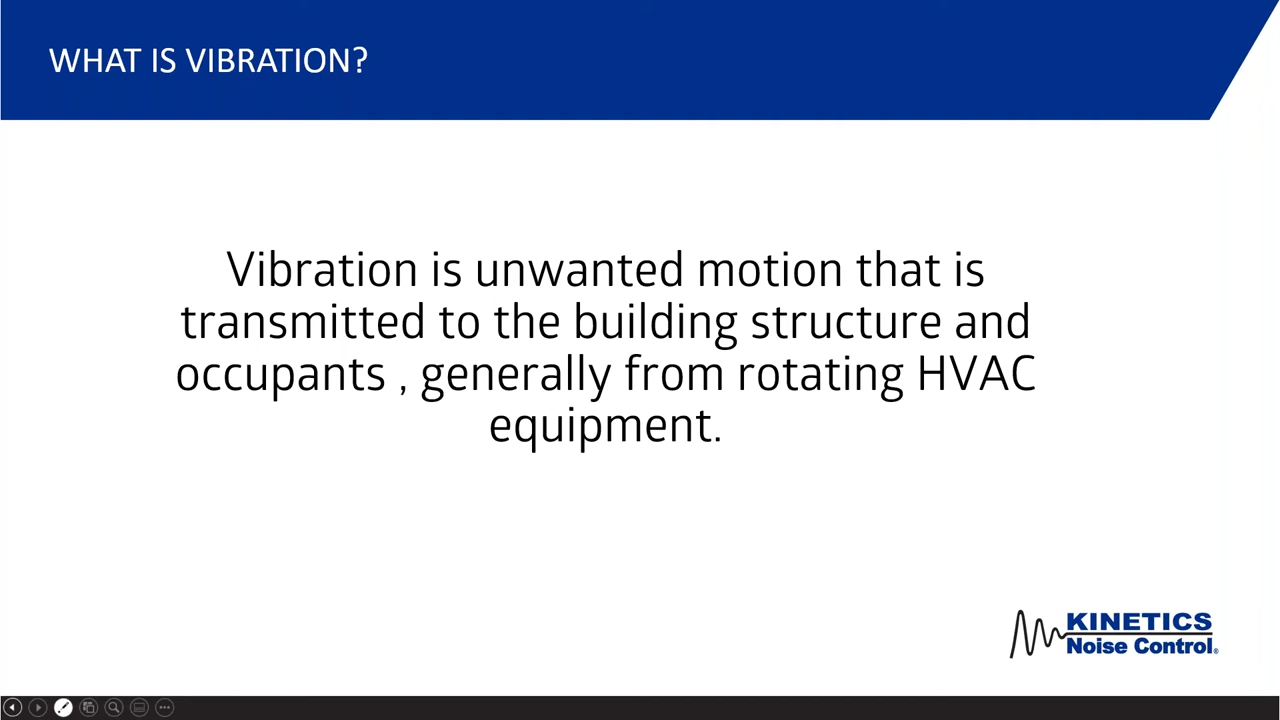 WHAT IS VIBRATION?
Vibration is unwanted motion that is
transmitted to the building structure and
occupants , generally from rotating HVAC
equipment.
KINETICS
Noise Control®